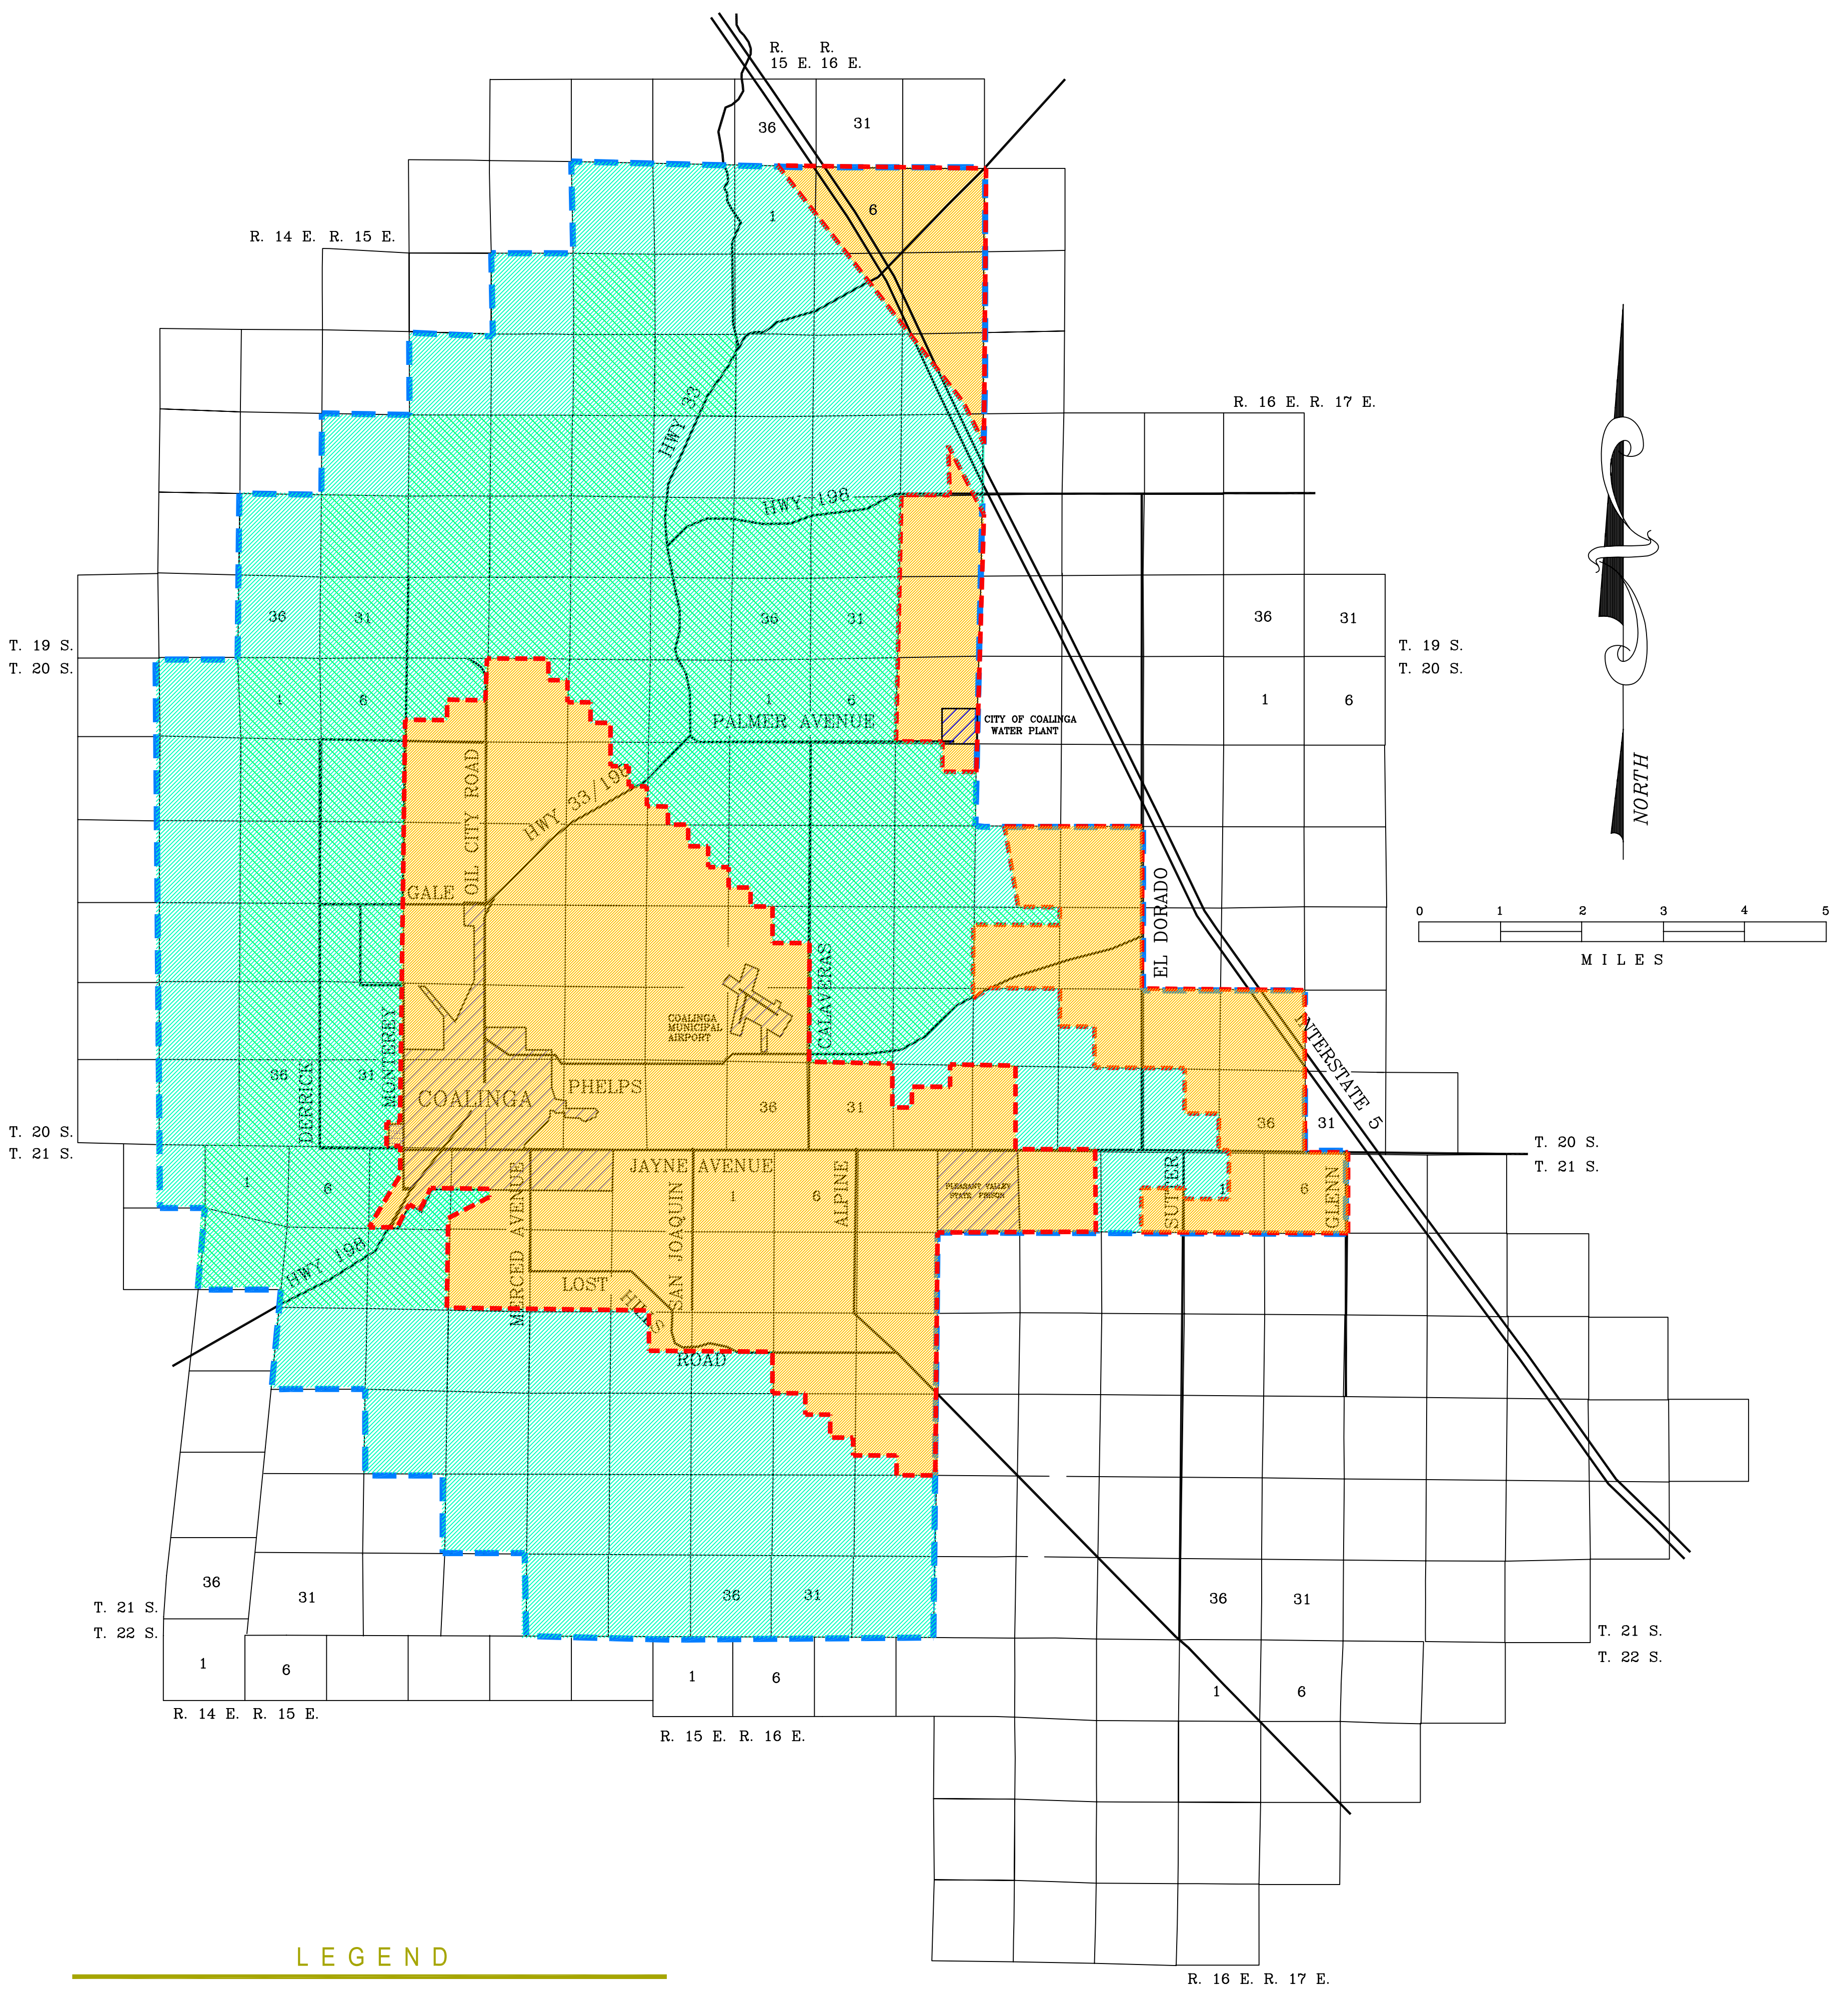 R. R.
15 E. 16 E.
36 31
1 6
R. 14 E. R. 15 E.
HWY 33
R. 16 E. R. 17 E.
HWY 198
36 31 36 31 36 31
T. 19 S. T. 19 S.
T. 20 S. T. 20 S.
1 6 1 6 1 6
PALMER AVENUE
CITY OF COALINGA
WATER PLANT
NORTH
OIL CITY ROAD
HWY 33/198
GALE
EL DORADO
0 1 2 3 4 5
MILES
CALAVERAS
COALINGA
MUNICIPAL
AIRPORT
MONTEREY
INTERSTATE 5
DERRICK
36 31
COALINGA
PHELPS
36 31 36 31
T. 20 S. T. 20 S.
T. 21 S. T. 21 S.
JAYNE AVENUE
1 6 1 6 1 6
PLEASANT VALLEY
STATE PRISON
MERCED AVENUE
SAN JOAQUIN
ALPINE
SUTTER
GLENN
HWY 198
LOST
HILLS
ROAD
36 31 36 31 36 31
T. 21 S. T. 21 S.
T. 22 S. T. 22 S.
1 6 1 6 1 6
R. 14 E. R. 15 E.
R. 15 E. R. 16 E.
LEGEND
R. 16 E. R. 17 E.